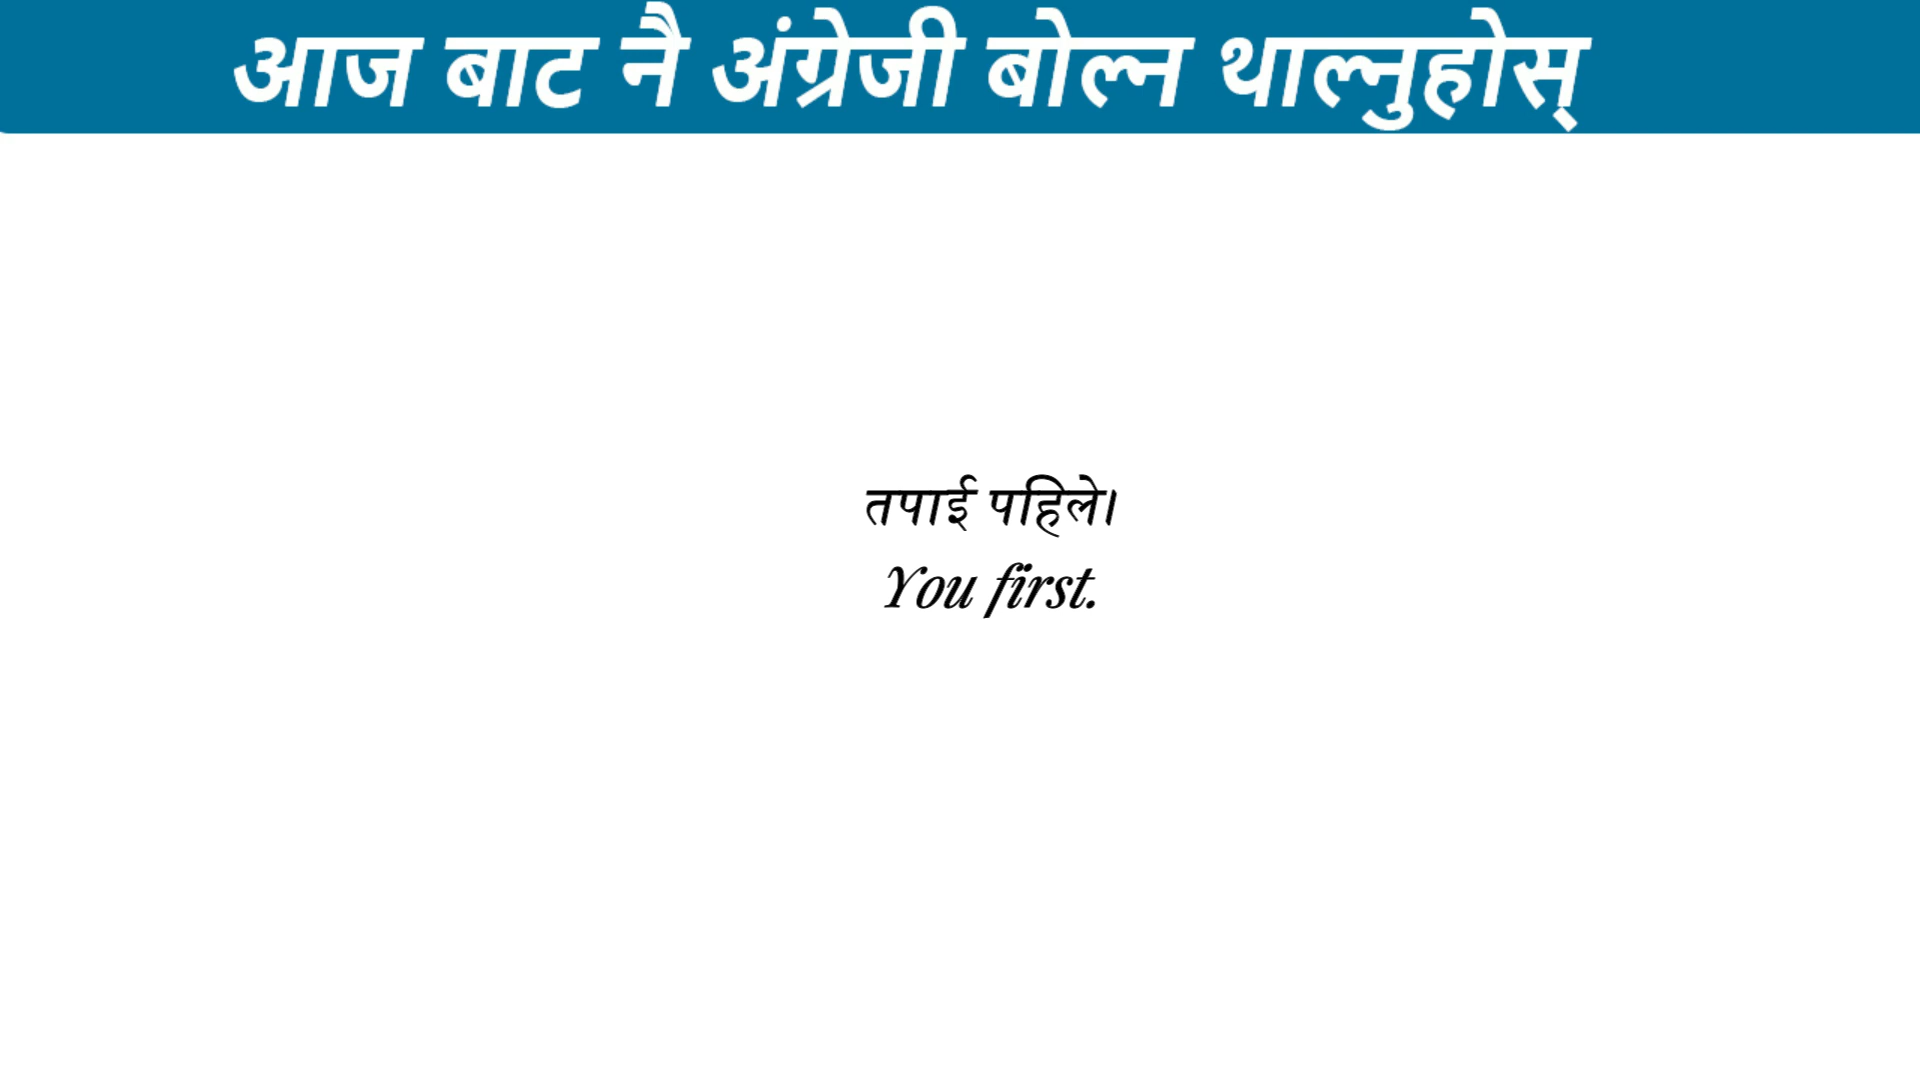 आज बाट नै अंग्रेजी बोल्न थाल्नुहोस्
तपाई पहिले।
You first.